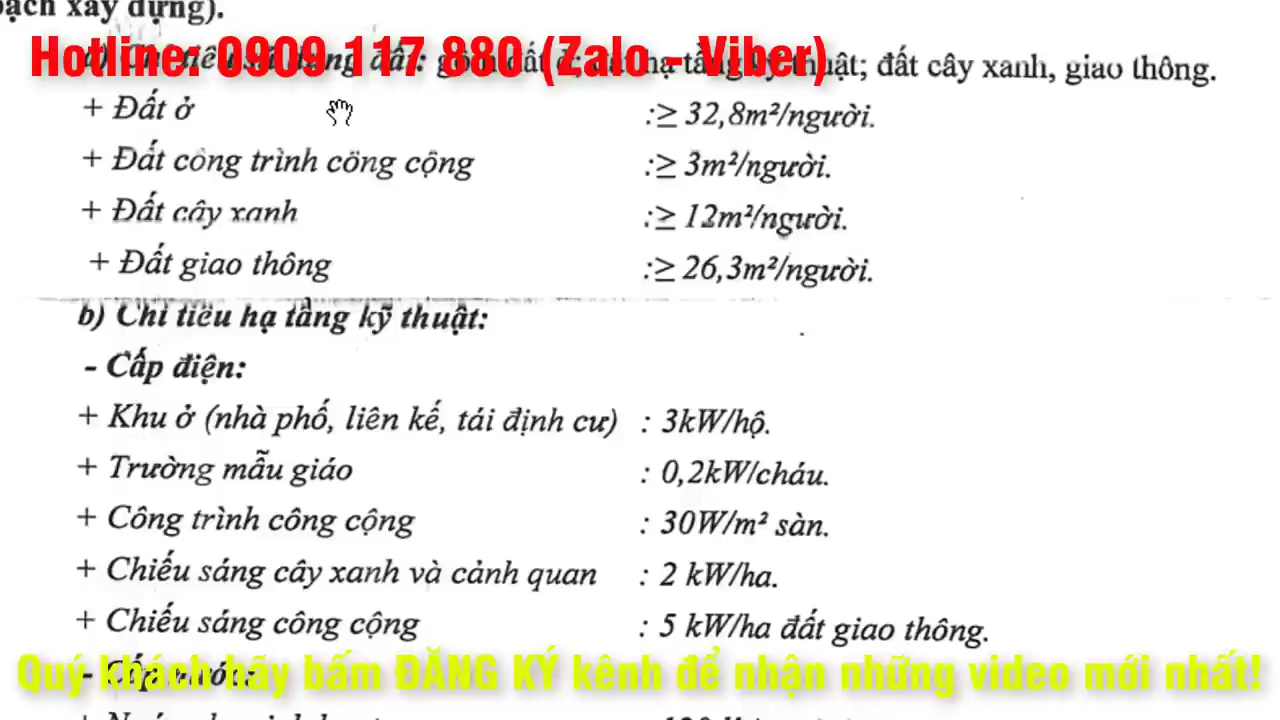 bạch xây dựng).
Hotline: 0909 117 880 (Zalo - Viber)
đất cây xanh, giao thông.
+ Đất ở :≥ 32,8m²/người.
+ Đất công trình công cộng :≥ 3m²/người.
+ Đất cây xanh :≥ 12m²/người.
+ Đất giao thông :≥ 26,3m²/người.
b) Chỉ tiêu hạ tầng kỹ thuật:
- Cấp điện:
+ Khu ở (nhà phố, liên kế, tái định cư) : 3kW/hộ.
+ Trường mẫu giáo : 0,2kW/cháu.
+ Công trình công cộng : 30W/m² sàn.
+ Chiếu sáng cây xanh và cảnh quan : 2 kW/ha.
+ Chiếu sáng công cộng : 5 kW/ha đất giao thông.
Quý khách hãy bấm ĐĂNG KÝ kênh để nhận những video mới nhất!
- Cấp nước: